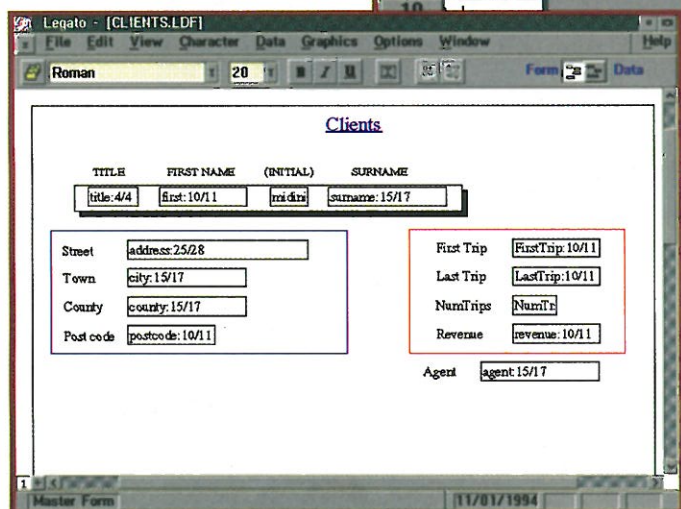 10
Legato - [CLIENTS.LDF]
File Edit View Character Data Graphics Options Window Help
Roman 20 B I U Form Data
Clients
TITLE FIRST NAME (INITIAL) SURNAME
title:4/4 first:10/11 midini surname:15/17
Street address:25/28 First Trip FirstTrip:10/11
Town city:15/17 Last Trip LastTrip:10/11
County county:15/17 NumTrips NumTr
Post code postcode:10/11 Revenue revenue:10/11
Agent agent:15/17
1
Master Form 11/01/1994